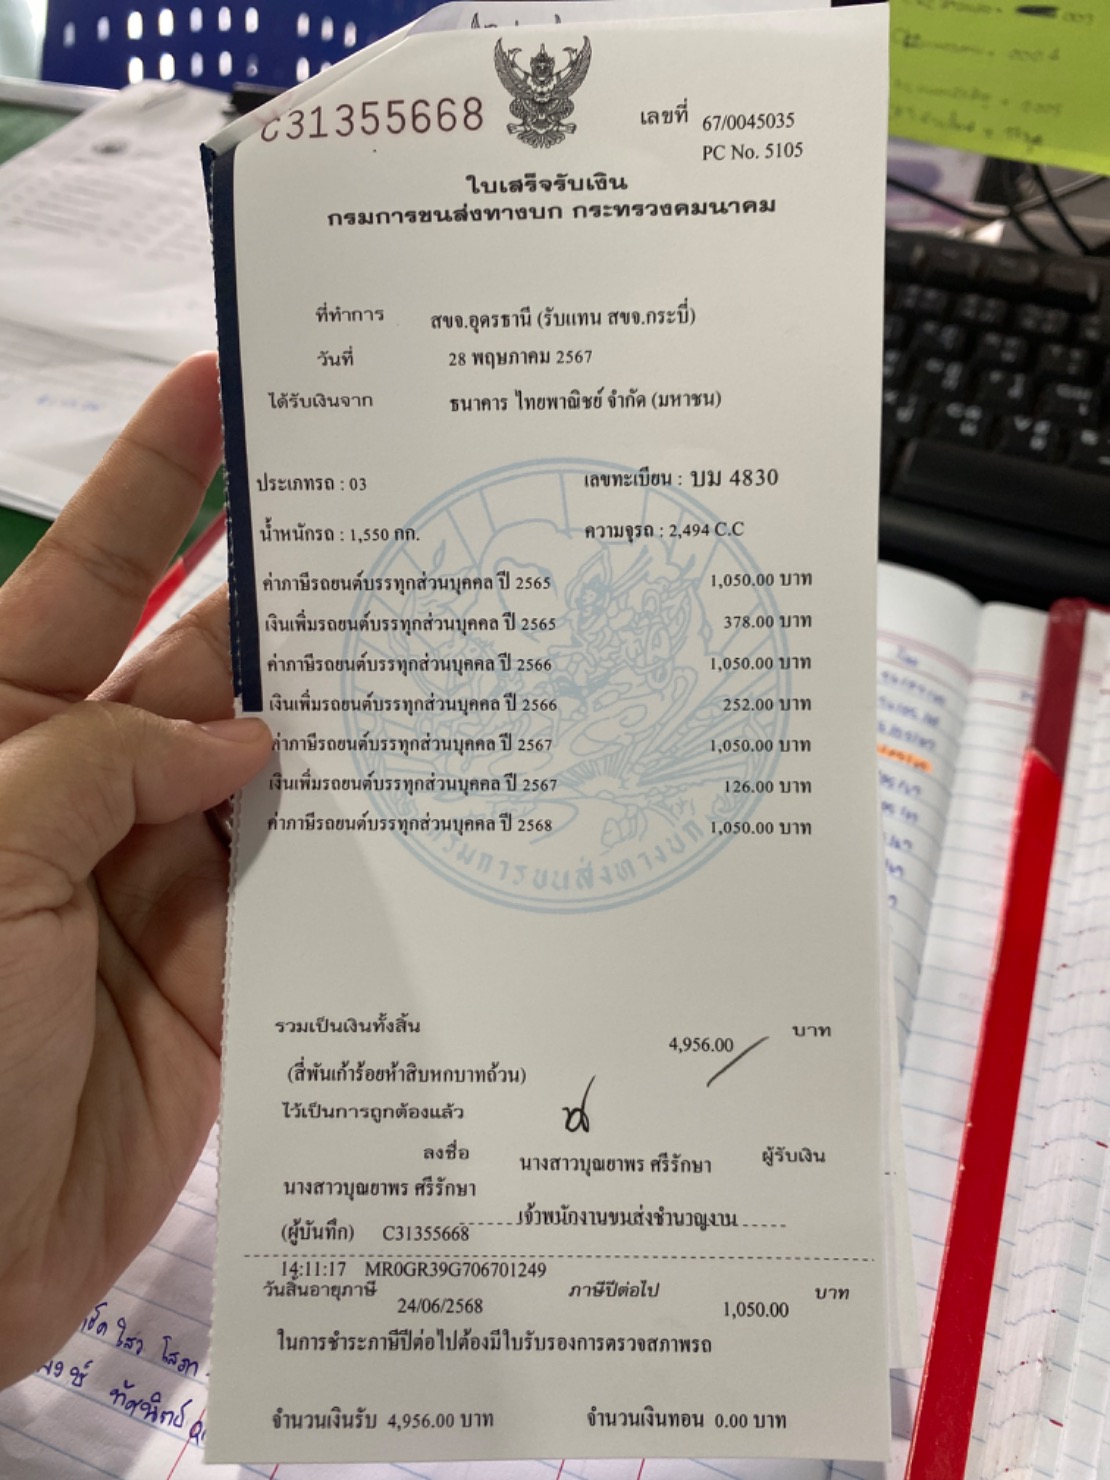 C31355668
เลขที่ 67/0045035
PC No. 5105
ใบเสร็จรับเงิน
กรมการขนส่งทางบก กระทรวงคมนาคม
ที่ทำการ สขจ.อุดรธานี (รับแทน สขจ.กระบี่)
วันที่ 28 พฤษภาคม 2567
ได้รับเงินจาก ธนาคาร ไทยพาณิชย์ จำกัด (มหาชน)
ประเภทรถ : 03 เลขทะเบียน : บม 4830
น้ำหนักรถ : 1,550 กก. ความจุรถ : 2,494 C.C
ค่าภาษีรถยนต์บรรทุกส่วนบุคคล ปี 2565 1,050.00 บาท
เงินเพิ่มรถยนต์บรรทุกส่วนบุคคล ปี 2565 378.00 บาท
ค่าภาษีรถยนต์บรรทุกส่วนบุคคล ปี 2566 1,050.00 บาท
เงินเพิ่มรถยนต์บรรทุกส่วนบุคคล ปี 2566 252.00 บาท
ค่าภาษีรถยนต์บรรทุกส่วนบุคคล ปี 2567 1,050.00 บาท
เงินเพิ่มรถยนต์บรรทุกส่วนบุคคล ปี 2567 126.00 บาท
ค่าภาษีรถยนต์บรรทุกส่วนบุคคล ปี 2568 1,050.00 บาท
กรมการขนส่งทางบก
รวมเป็นเงินทั้งสิ้น 4,956.00 บาท
(สี่พันเก้าร้อยห้าสิบหกบาทถ้วน)
ไว้เป็นการถูกต้องแล้ว
ลงชื่อ นางสาวบุณยาพร ศรีรักษา ผู้รับเงิน
นางสาวบุณยาพร ศรีรักษา
เจ้าพนักงานขนส่งชำนาญงาน
(ผู้บันทึก) C31355668
14:11:17 MR0GR39G706701249
วันสิ้นอายุภาษี 24/06/2568 ภาษีปีต่อไป 1,050.00 บาท
ในการชำระภาษีปีต่อไปต้องมีใบรับรองการตรวจสภาพรถ
จำนวนเงินรับ 4,956.00 บาท จำนวนเงินทอน 0.00 บาท